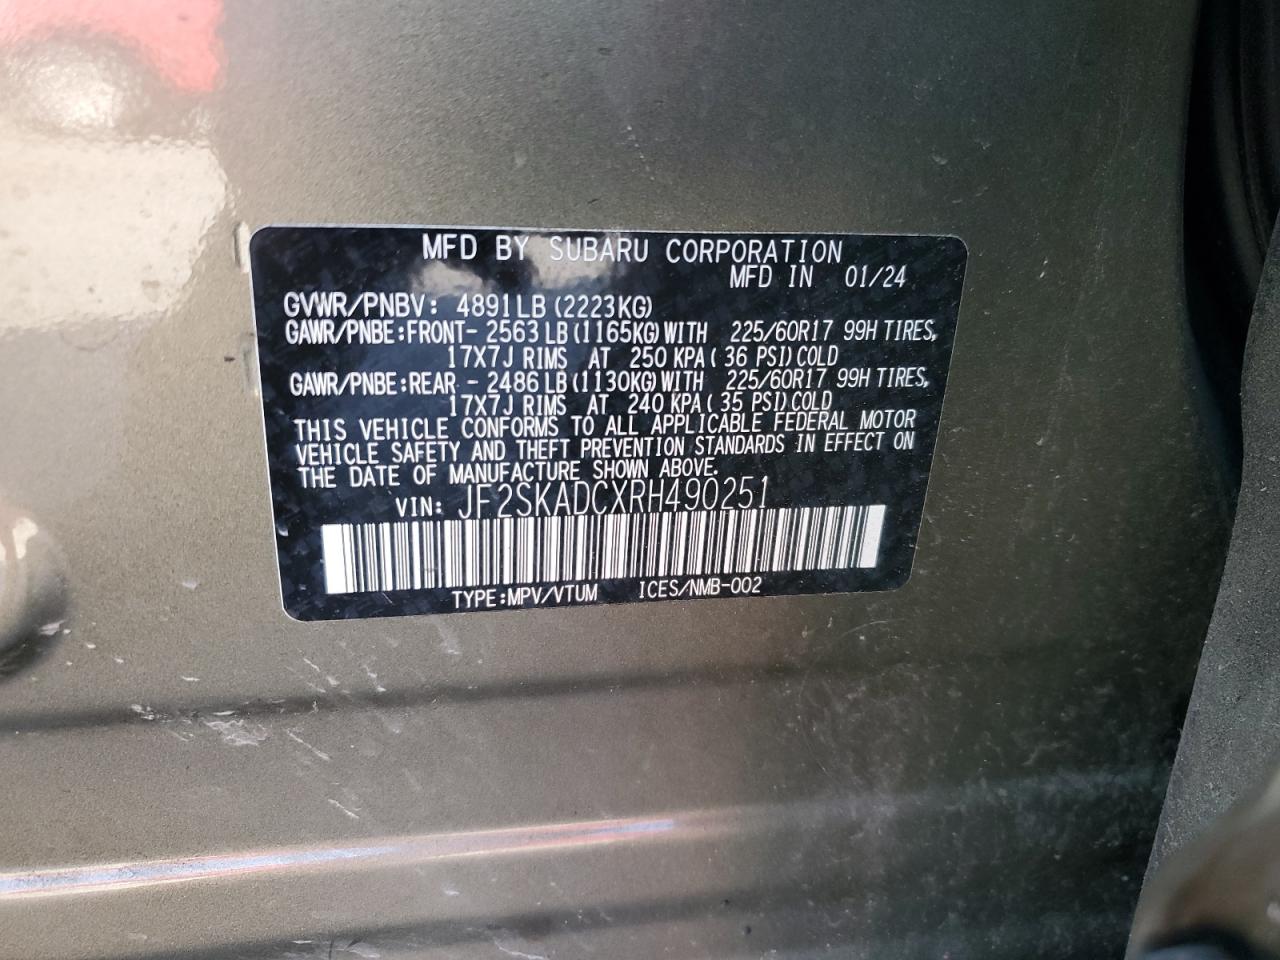 MFD BY SUBARU CORPORATION
MFD IN 01/24
GVWR/PNBV: 4891LB (2223KG)
GAWR/PNBE:FRONT- 2563LB (1165KG)WITH 225/60R17 99H TIRES,
17X7J RIMS AT 250 KPA( 36 PSI)COLD
GAWR/PNBE:REAR - 2486LB (1130KG)WITH 225/60R17 99H TIRES,
17X7J RIMS AT 240 KPA( 35 PSI)COLD
THIS VEHICLE CONFORMS TO ALL APPLICABLE FEDERAL MOTOR
VEHICLE SAFETY AND THEFT PREVENTION STANDARDS IN EFFECT ON
THE DATE OF MANUFACTURE SHOWN ABOVE.
VIN: JF2SKADCXRH490251
TYPE:MPV/VTUM ICES/NMB-002